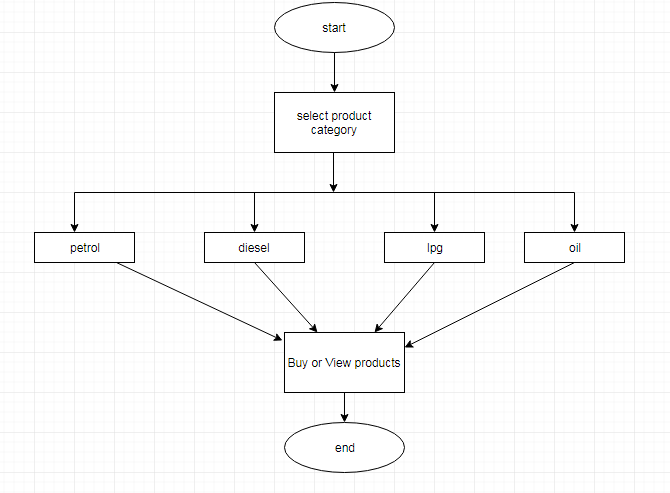 start
select product
category
petrol
diesel
lpg
oil
Buy or View products
end